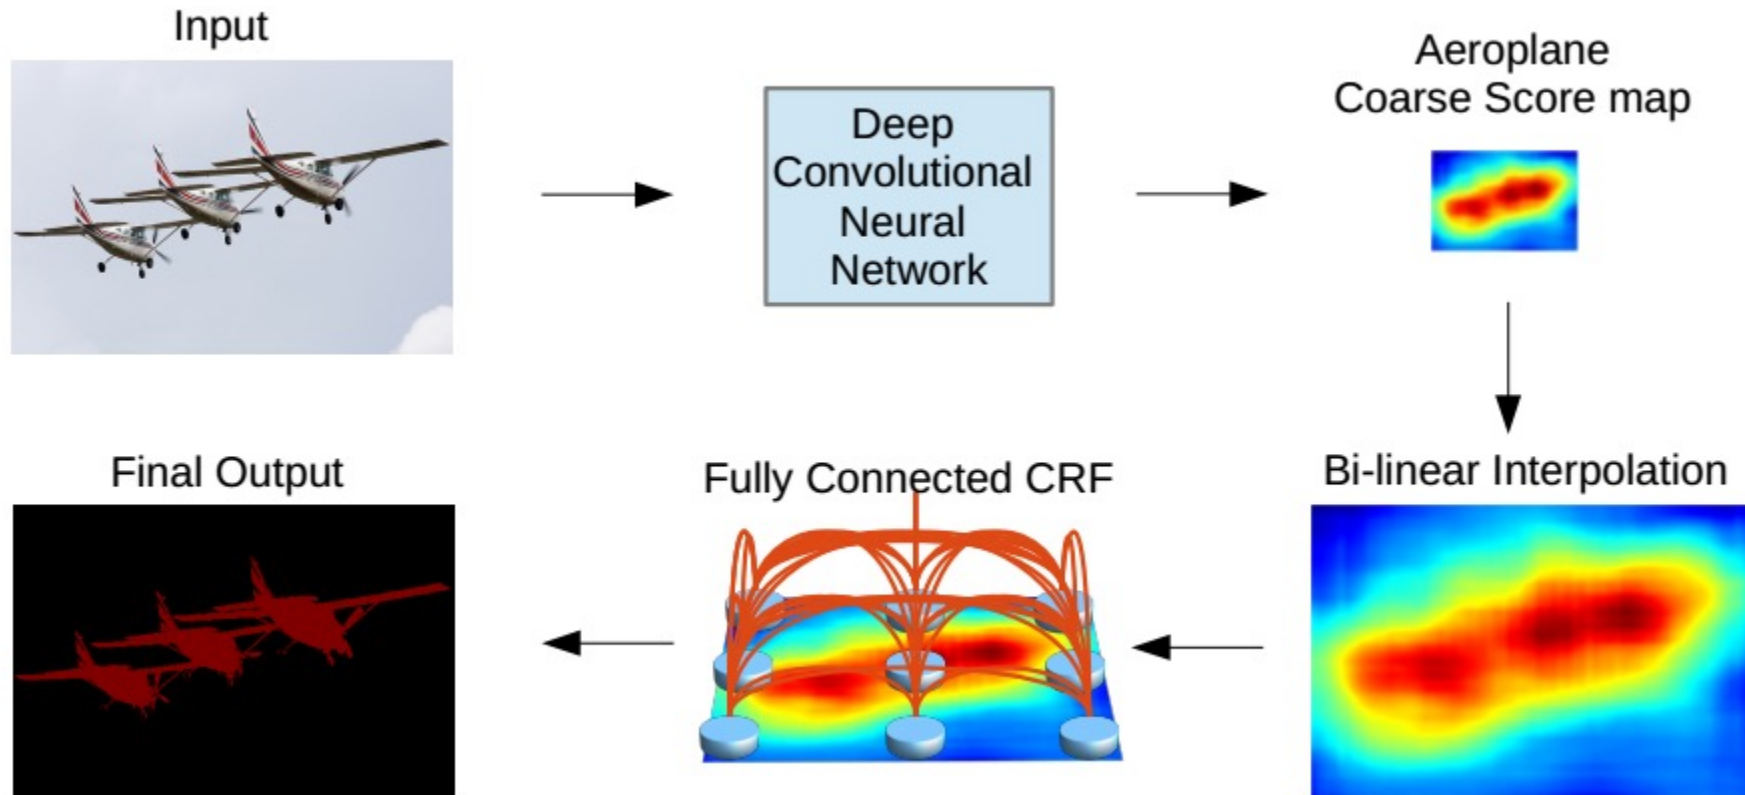 Input
Deep
Convolutional
Neural
Network
Aeroplane
Coarse Score map
Final Output
Fully Connected CRF
Bi-linear Interpolation